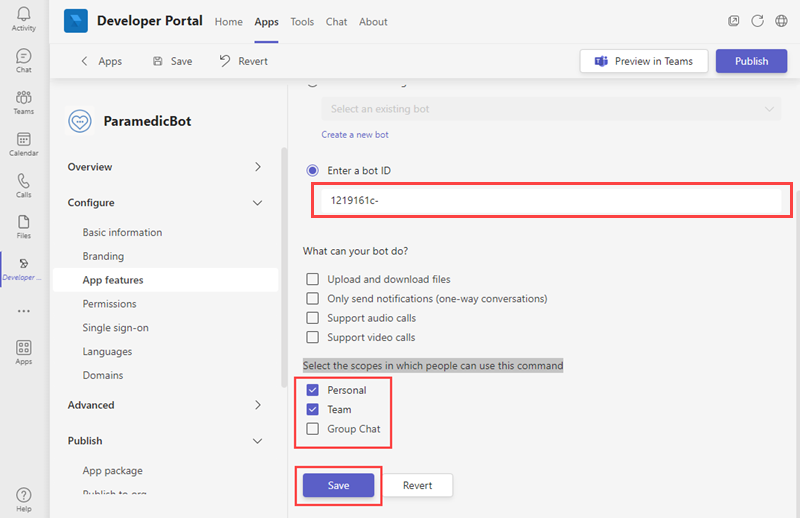 Activity
Chat
Teams
Calendar
Calls
Files
Developer ...
Apps
Help
Developer Portal Home Apps Tools Chat About
Apps Save Revert Preview in Teams Publish
ParamedicBot
Overview
Configure
Basic information
Branding
App features
Permissions
Single sign-on
Languages
Domains
Advanced
Publish
App package
Publish to org
Select an existing bot
Create a new bot
Enter a bot ID
1219161c-
What can your bot do?
Upload and download files
Only send notifications (one-way conversations)
Support audio calls
Support video calls
Select the scopes in which people can use this command
Personal
Team
Group Chat
Save Revert